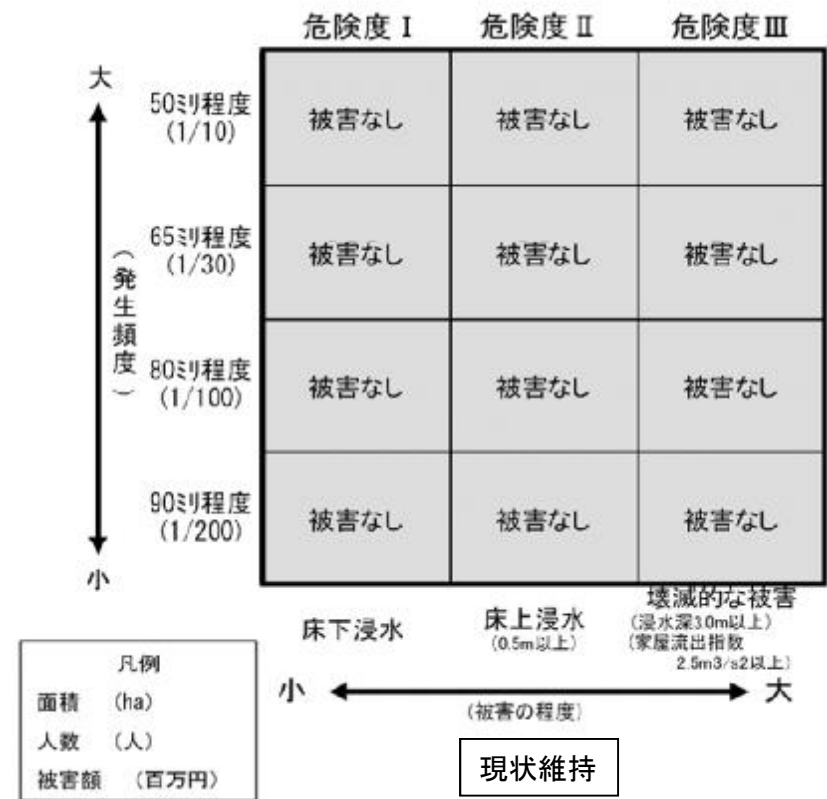 危険度Ⅰ 危険度Ⅱ 危険度Ⅲ
大
50ミリ程度
(1/10)
被害なし 被害なし 被害なし
65ミリ程度
(1/30)
被害なし 被害なし 被害なし
(発生頻度)
80ミリ程度
(1/100)
被害なし 被害なし 被害なし
90ミリ程度
(1/200)
被害なし 被害なし 被害なし
小
床下浸水
床上浸水
(0.5m以上)
壊滅的な被害
(浸水深3.0m以上)
(家屋流出指数
2.5m3/s2以上)
小 大
(被害の程度)
凡例
面積 (ha)
人数 (人)
被害額 (百万円)
現状維持